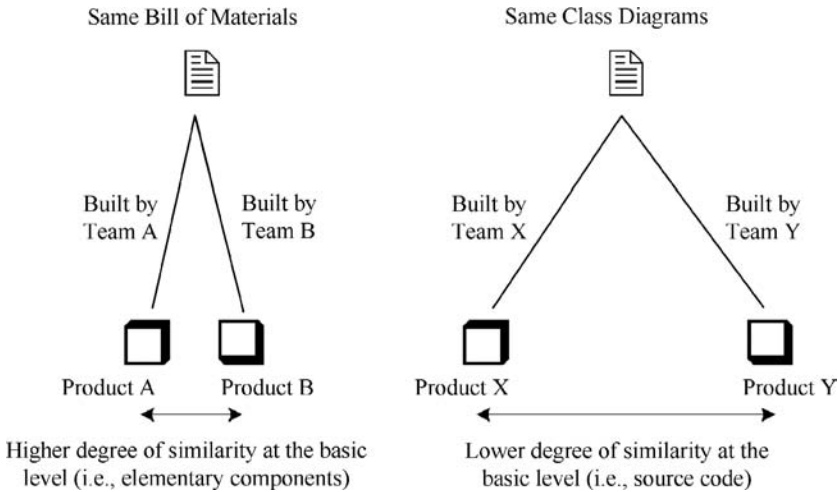 Same Bill of Materials
Same Class Diagrams
Built by
Team A
Built by
Team B
Built by
Team X
Built by
Team Y
Product A
Product B
Product X
Product Y
Higher degree of similarity at the basic
level (i.e., elementary components)
Lower degree of similarity at the
basic level (i.e., source code)